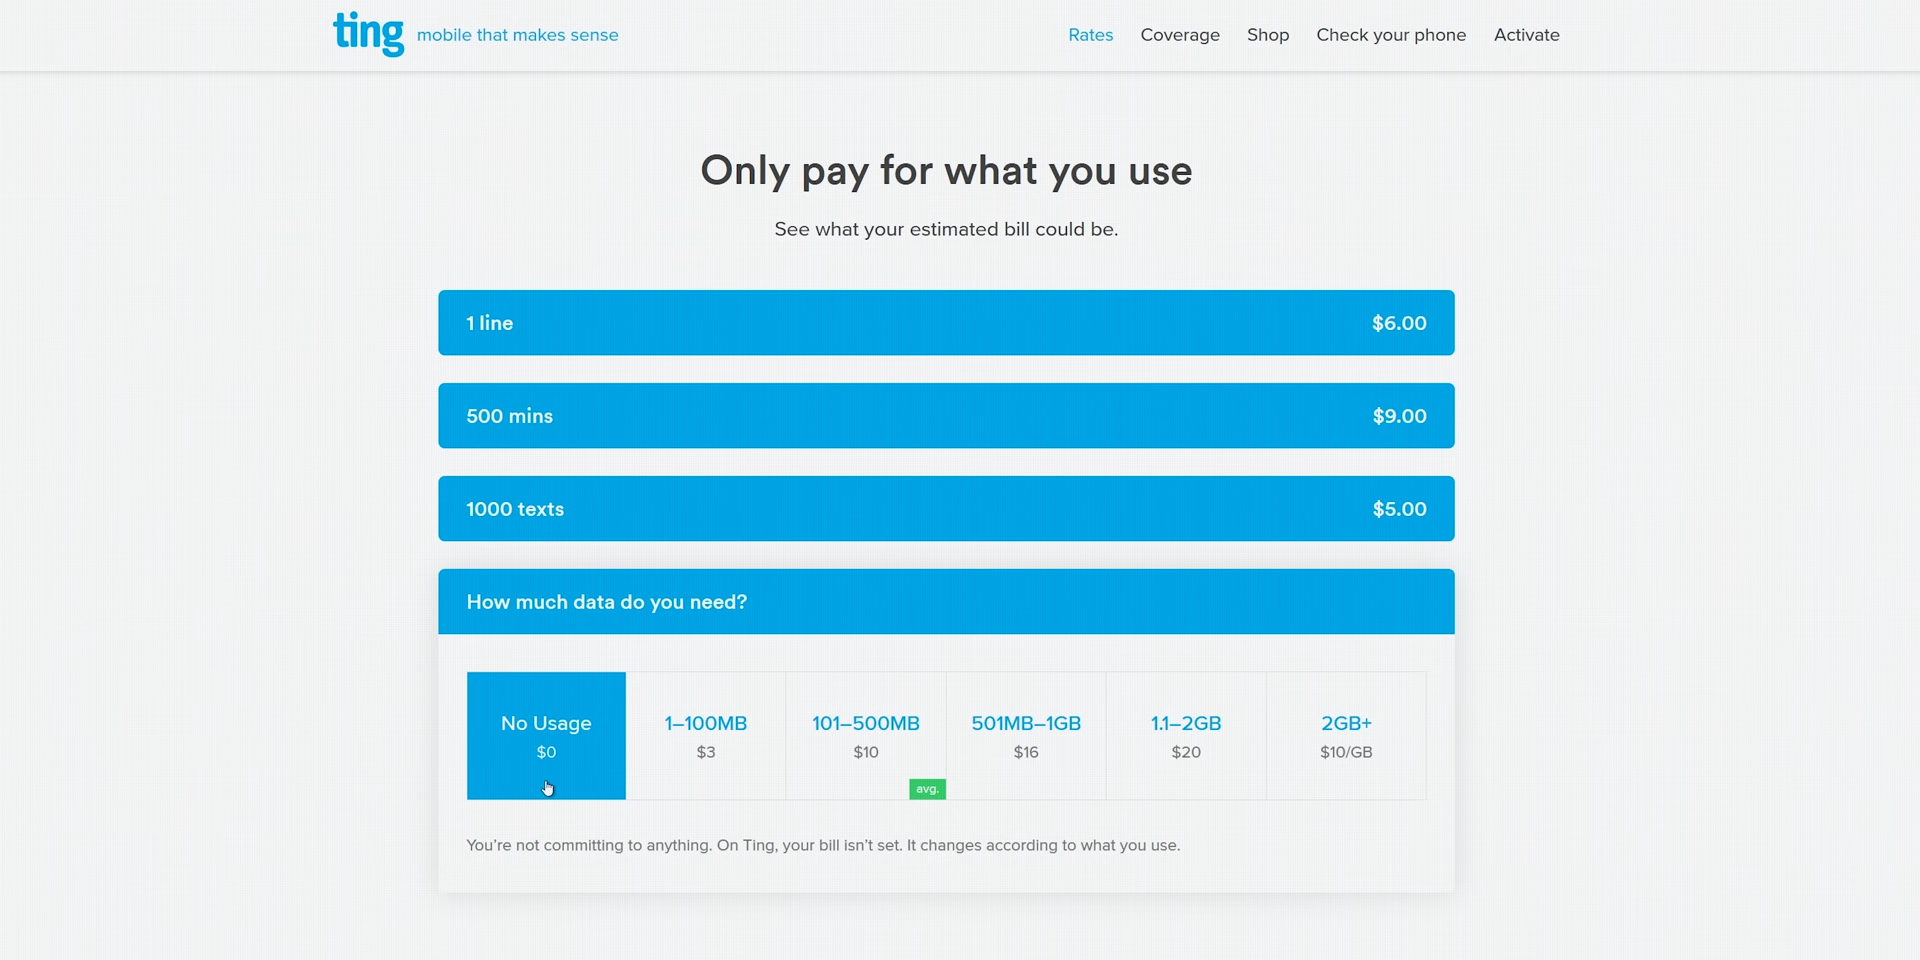 ting mobile that makes sense
Rates Coverage Shop Check your phone Activate
Only pay for what you use
See what your estimated bill could be.
1 line $6.00
500 mins $9.00
1000 texts $5.00
How much data do you need?
No Usage 1–100MB 101–500MB 501MB–1GB 1.1–2GB 2GB+
$0 $3 $10 $16 $20 $10/GB
avg.
You’re not committing to anything. On Ting, your bill isn’t set. It changes according to what you use.